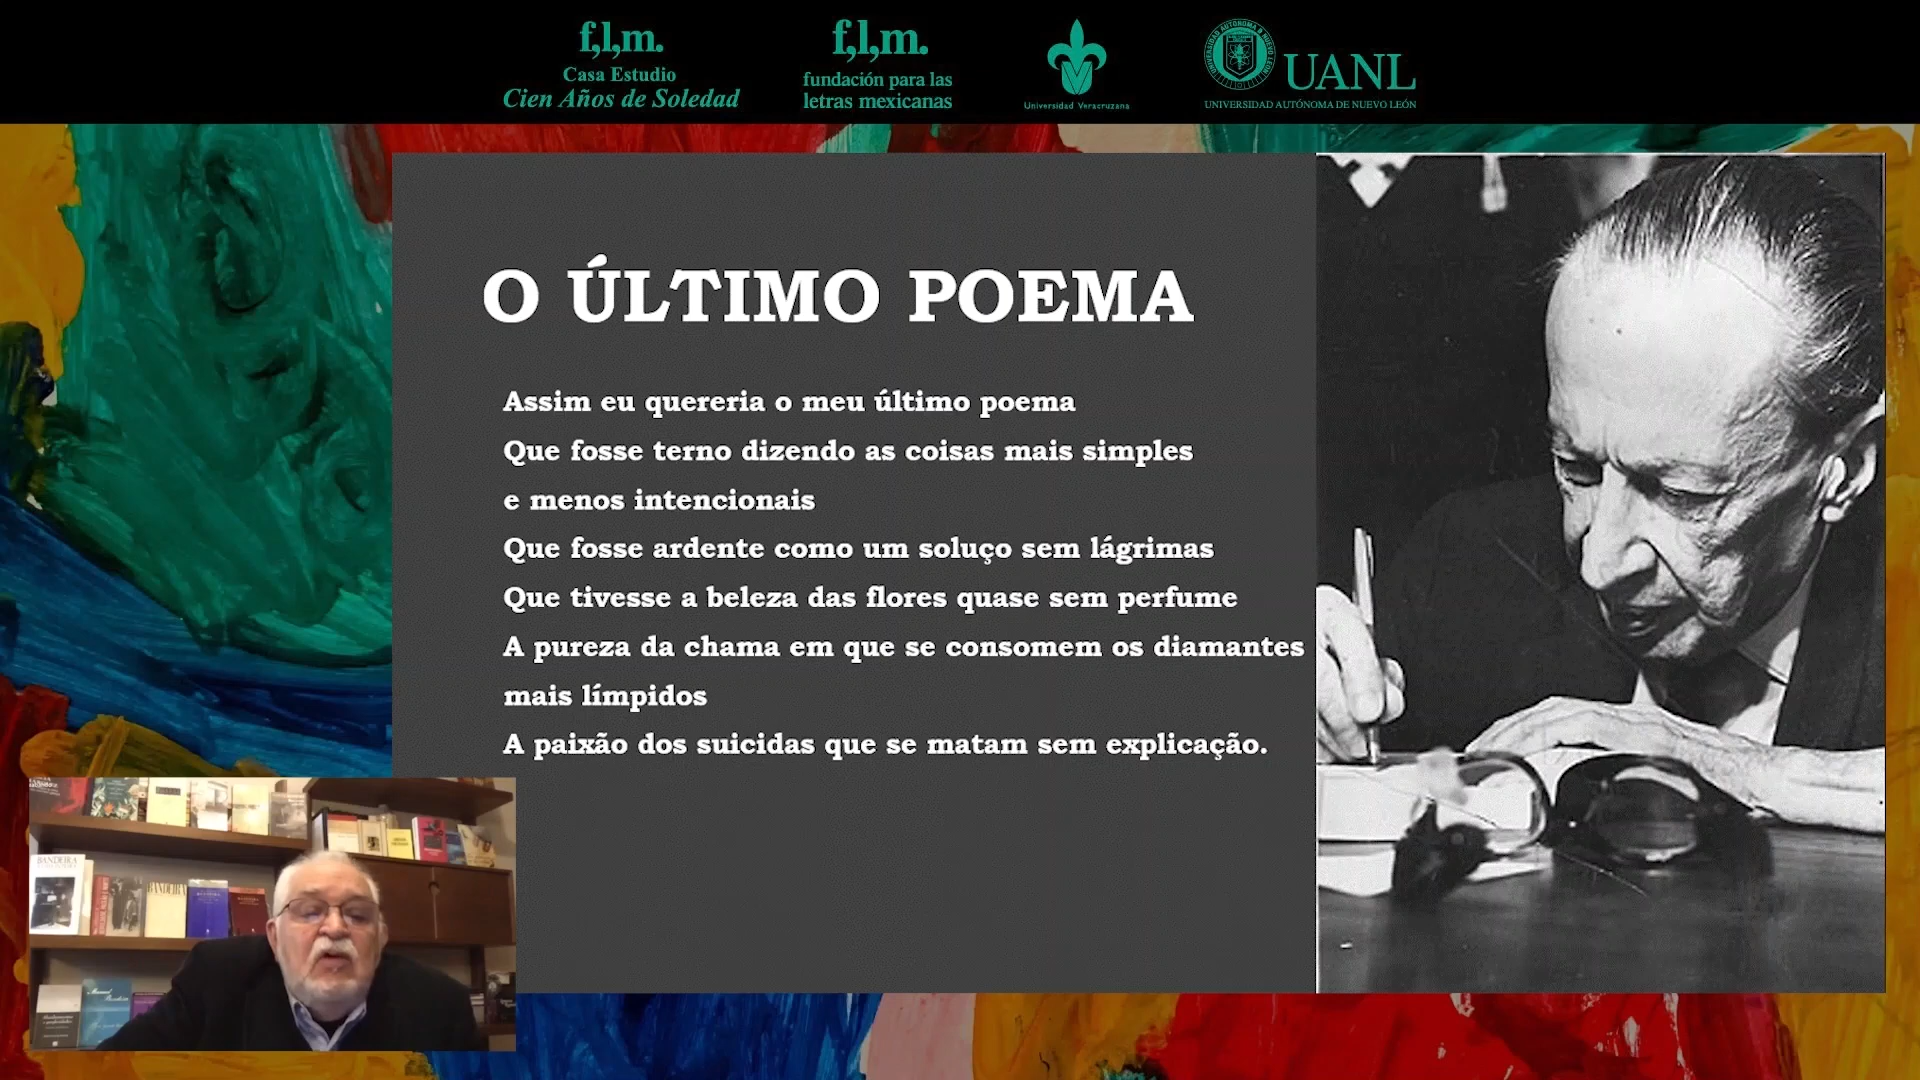 f,l,m.
Casa Estudio
Cien Años de Soledad
f,l,m.
fundación para las
letras mexicanas
Universidad Veracruzana
UANL
UNIVERSIDAD AUTÓNOMA DE NUEVO LEÓN
O ÚLTIMO POEMA
Assim eu quereria o meu último poema
Que fosse terno dizendo as coisas mais simples
e menos intencionais
Que fosse ardente como um soluço sem lágrimas
Que tivesse a beleza das flores quase sem perfume
A pureza da chama em que se consomem os diamantes
mais límpidos
A paixão dos suicidas que se matam sem explicação.
BANDEIRA
BANDEIRA